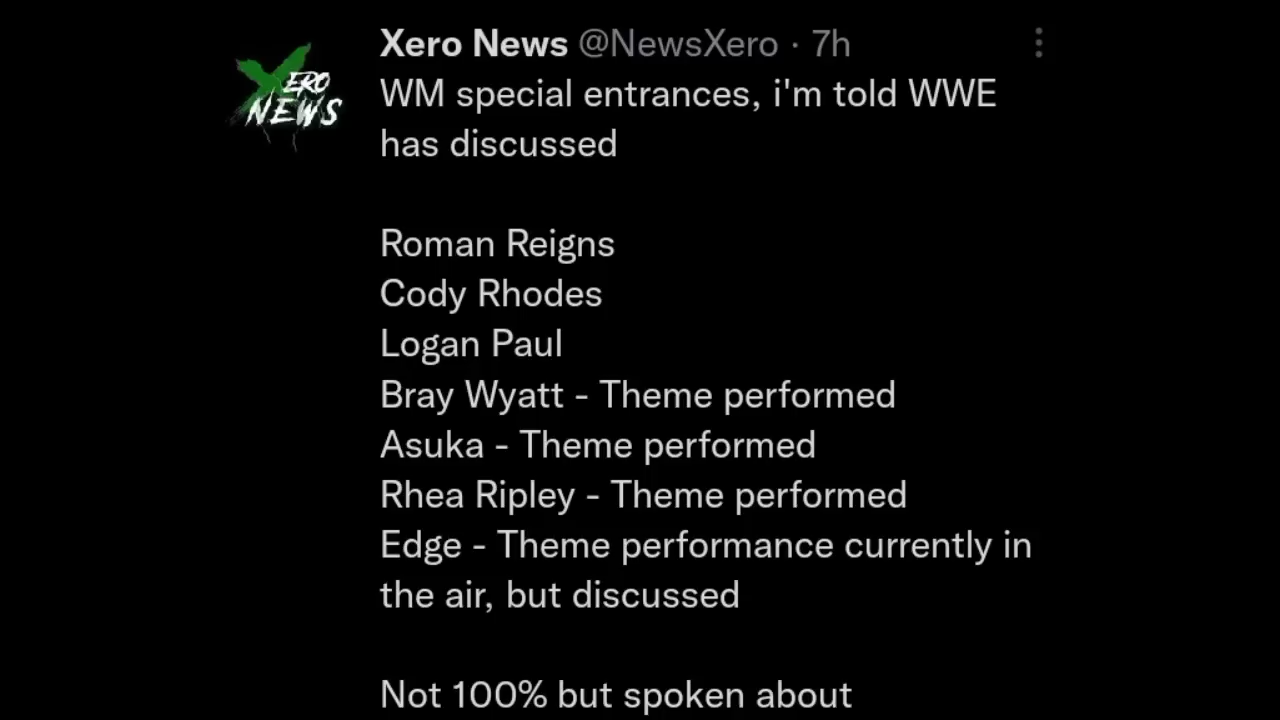 Xero News @NewsXero · 7h
XERO
NEWS
WM special entrances, i'm told WWE
has discussed
Roman Reigns
Cody Rhodes
Logan Paul
Bray Wyatt - Theme performed
Asuka - Theme performed
Rhea Ripley - Theme performed
Edge - Theme performance currently in
the air, but discussed
Not 100% but spoken about